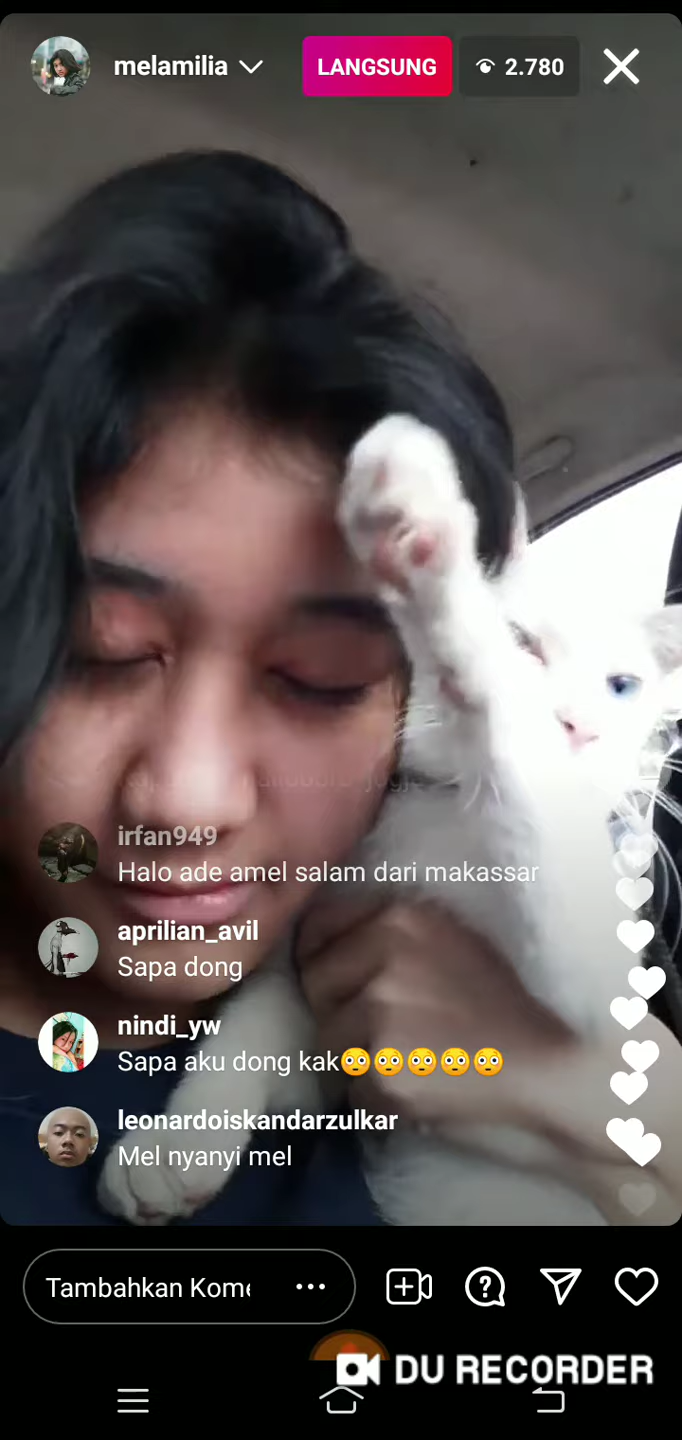 melamilia
LANGSUNG
2.780
irfan949
Halo ade amel salam dari makassar
aprilian_avil
Sapa dong
nindi_yw
Sapa aku dong kak😳😳😳😳😳
leonardoiskandarzulkar
Mel nyanyi mel
Tambahkan Kome
DU RECORDER